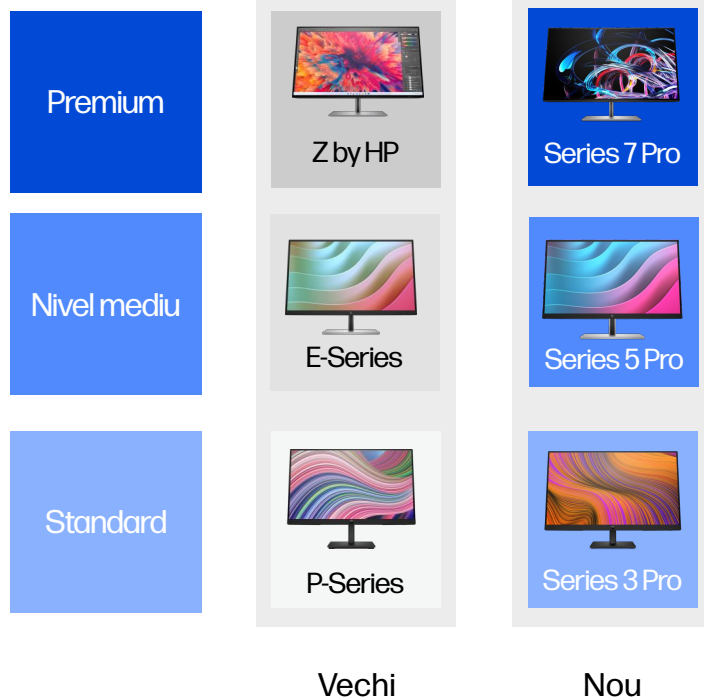 Premium
Z by HP
Series 7 Pro
Nivel mediu
E-Series
Series 5 Pro
Standard
P-Series
Series 3 Pro
Vechi
Nou